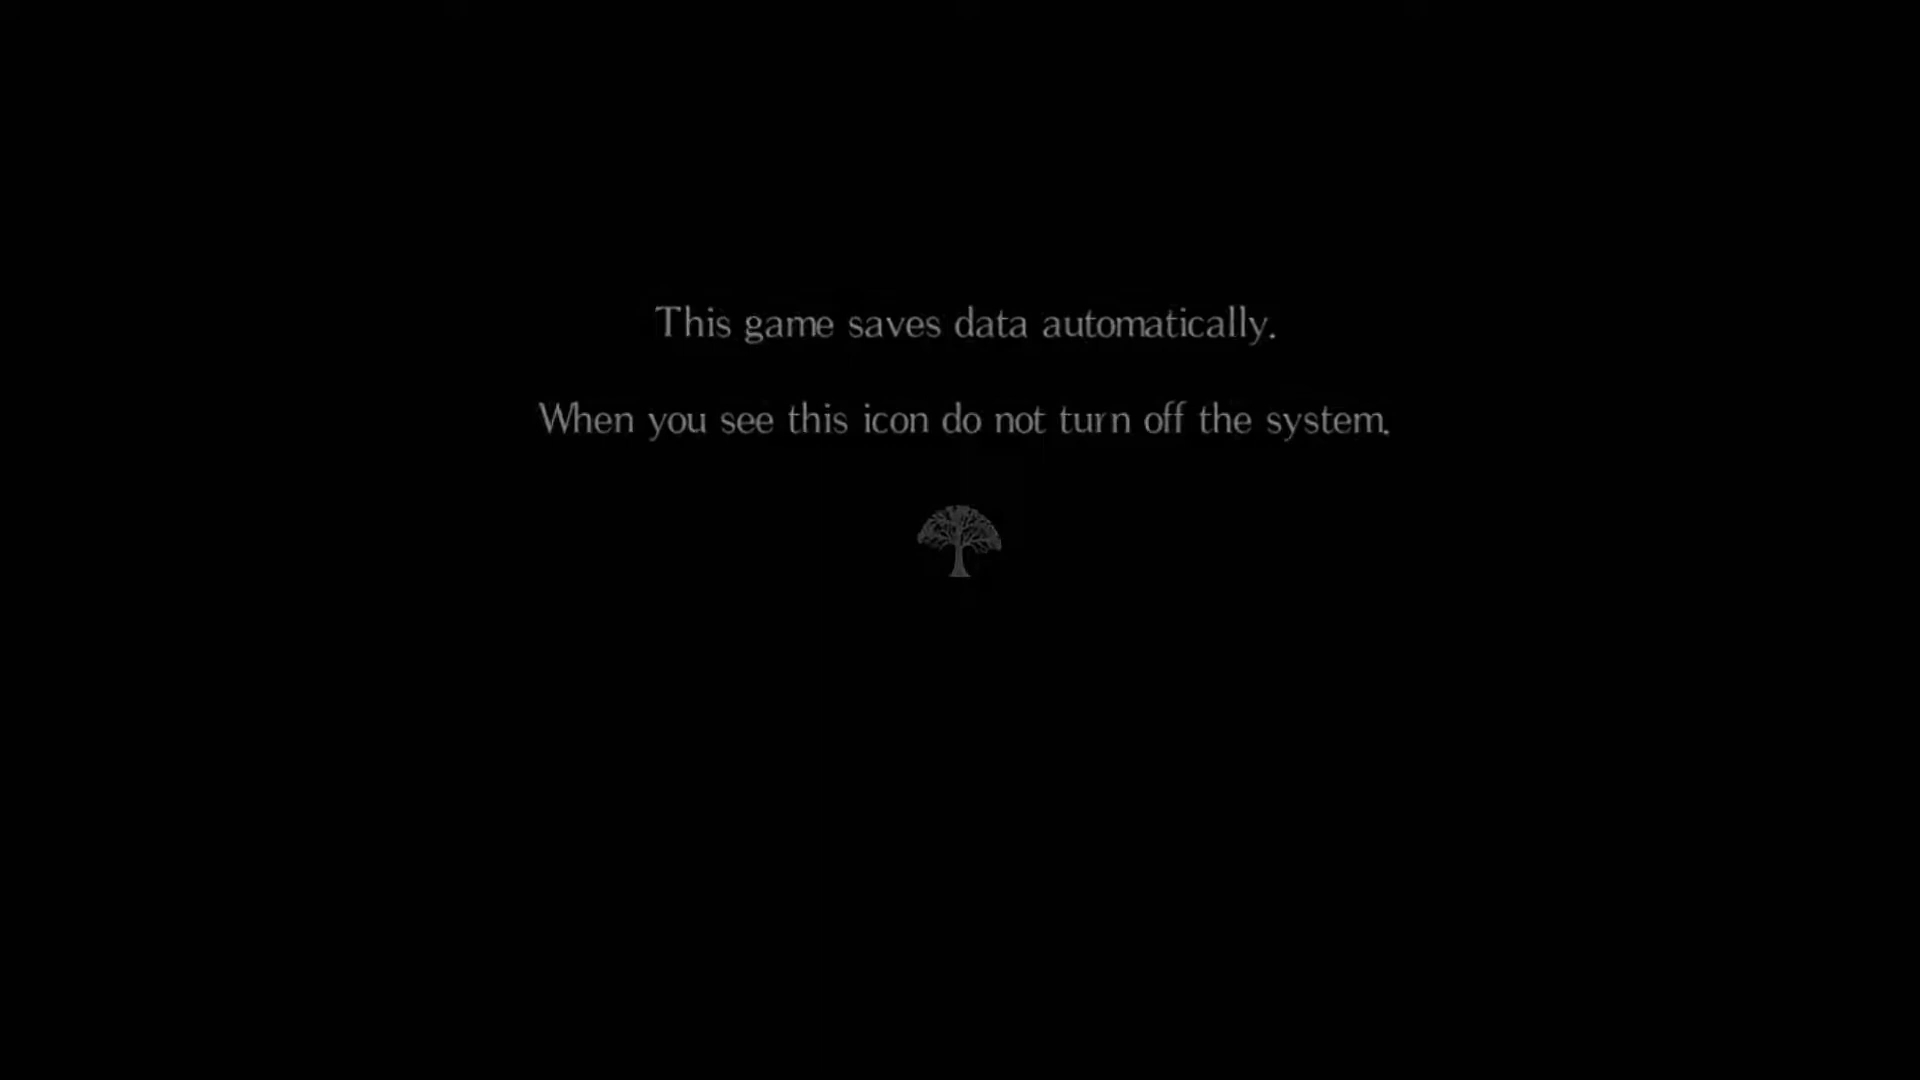 This game saves data automatically.
When you see this icon do not turn off the system.